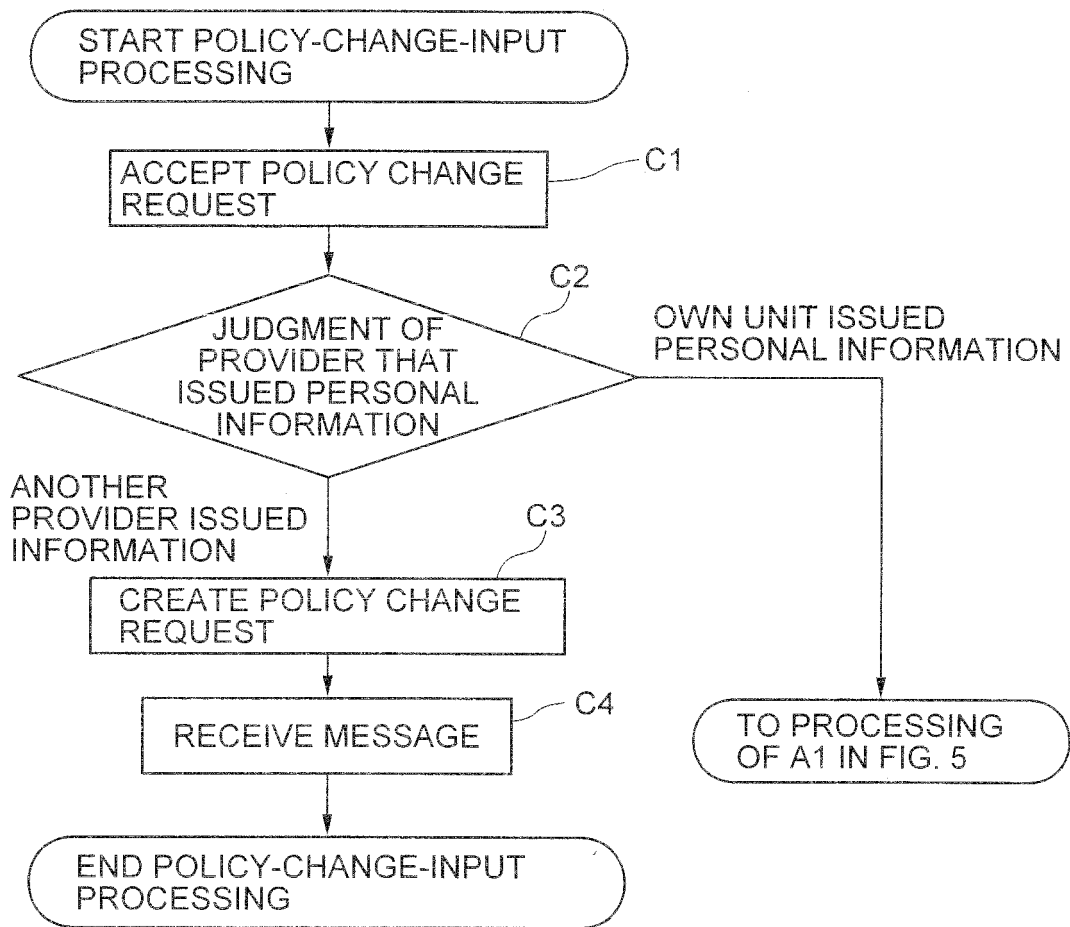 START POLICY-CHANGE-INPUT
PROCESSING
ACCEPT POLICY CHANGE
REQUEST
C1
C2
JUDGMENT OF
PROVIDER THAT
ISSUED PERSONAL
INFORMATION
OWN UNIT ISSUED
PERSONAL INFORMATION
ANOTHER
PROVIDER ISSUED
INFORMATION
C3
CREATE POLICY CHANGE
REQUEST
C4
RECEIVE MESSAGE
TO PROCESSING
OF A1 IN FIG. 5
END POLICY-CHANGE-INPUT
PROCESSING